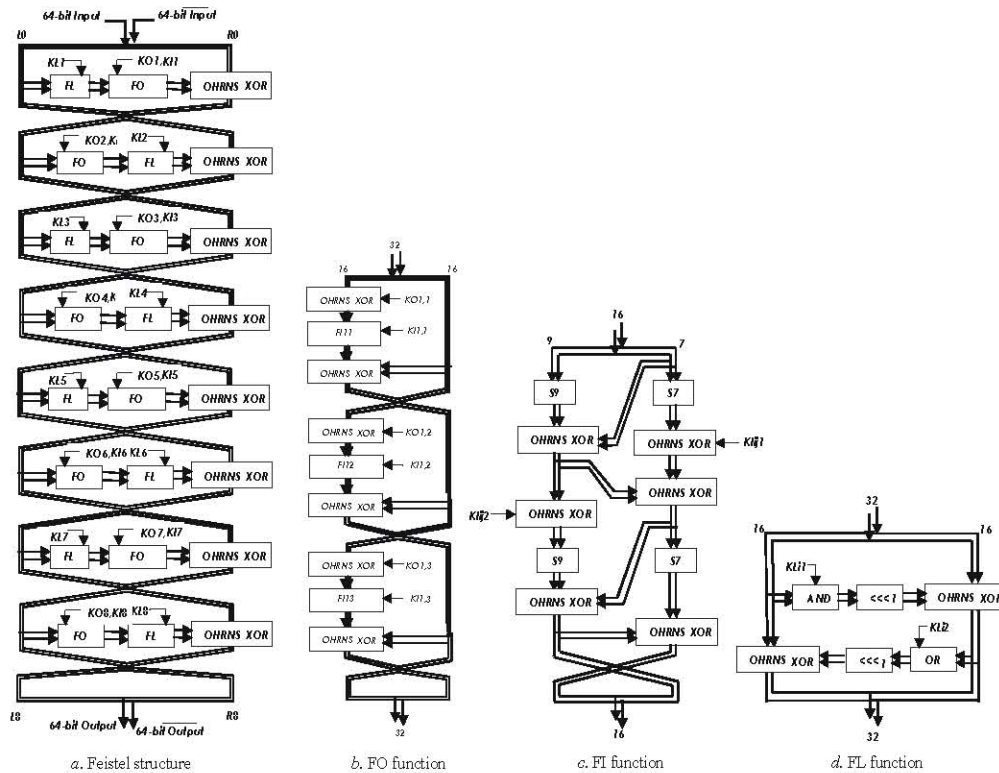 64-bit Input 64-bit Input
L0 R0
KL1 KO1,KI1
FL FO OHRNS XOR
KO2,K KL2
FO FL OHRNS XOR
KL3 KO3,KI3
FL FO OHRNS XOR
KO4,K KL4
FO FL OHRNS XOR
KL5 KO5,KI5
FL FO OHRNS XOR
KO6,KI6 KL6
FO FL OHRNS XOR
KL7 KO7,KI7
FL FO OHRNS XOR
KO8,KI8 KL8
FO FL OHRNS XOR
L8 R8
64-bit Output 64-bit Output
a. Feistel structure
32
16 16
OHRNS XOR KO1,1
FI11 KI1,1
OHRNS XOR
OHRNS XOR KO1,2
FI12 KI1,2
OHRNS XOR
OHRNS XOR KO1,3
FI13 KI1,3
OHRNS XOR
32
b. FO function
16
9 7
S9 S7
OHRNS XOR OHRNS XOR KIij1
OHRNS XOR
KIij2 OHRNS XOR
S9 S7
OHRNS XOR
OHRNS XOR
16
c. FI function
32
16 16
KLi1
AND <<<1 OHRNS XOR
KLi2
OHRNS XOR <<<1 OR
32
d. FL function